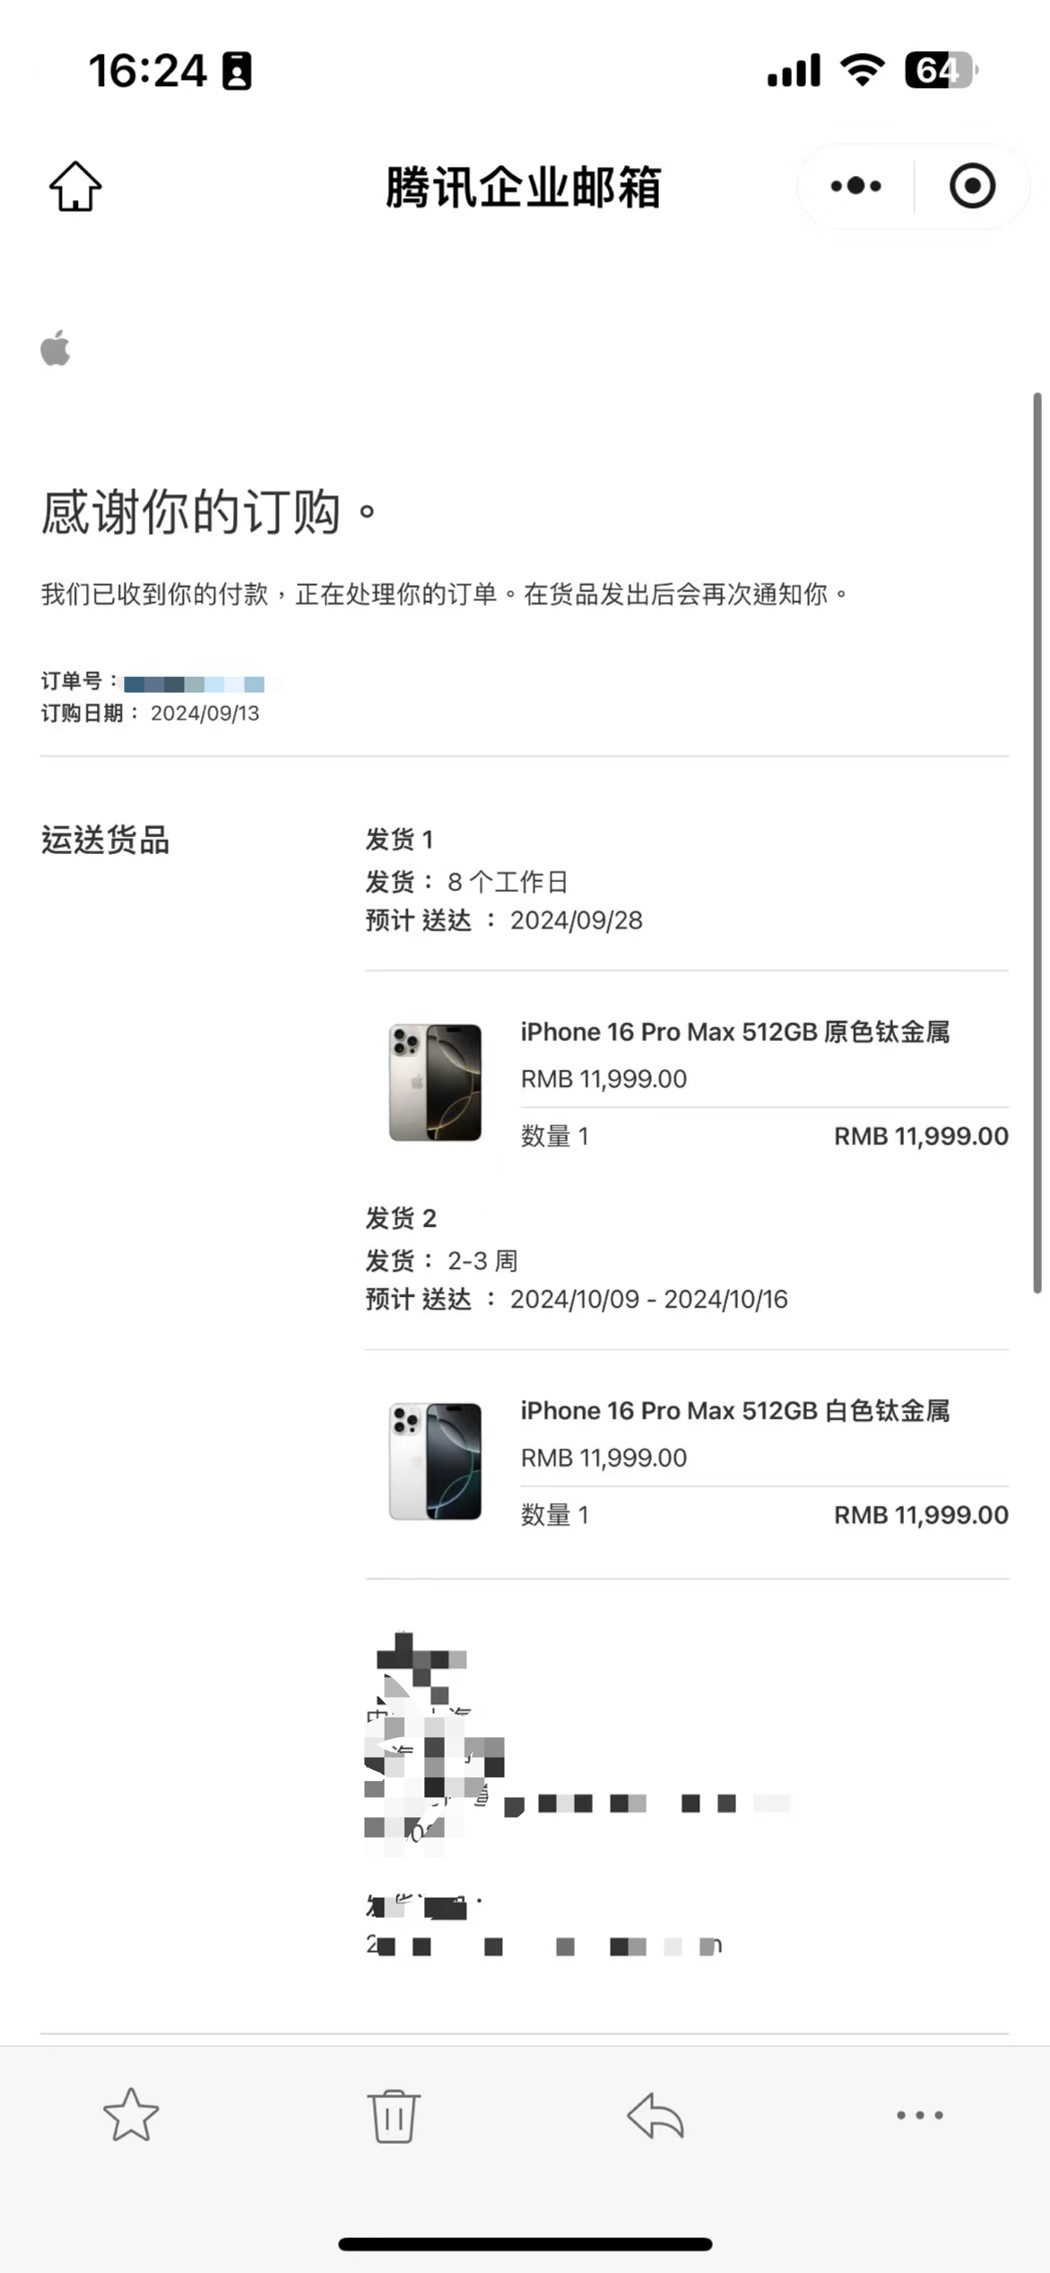 16:24
64
腾讯企业邮箱
感谢你的订购。
我们已收到你的付款，正在处理你的订单。在货品发出后会再次通知你。
订单号：
订购日期： 2024/09/13
运送货品
发货 1
发货： 8 个工作日
预计 送达 ： 2024/09/28
iPhone 16 Pro Max 512GB 原色钛金属
RMB 11,999.00
数量 1 RMB 11,999.00
发货 2
发货： 2-3 周
预计 送达 ： 2024/10/09 - 2024/10/16
iPhone 16 Pro Max 512GB 白色钛金属
RMB 11,999.00
数量 1 RMB 11,999.00